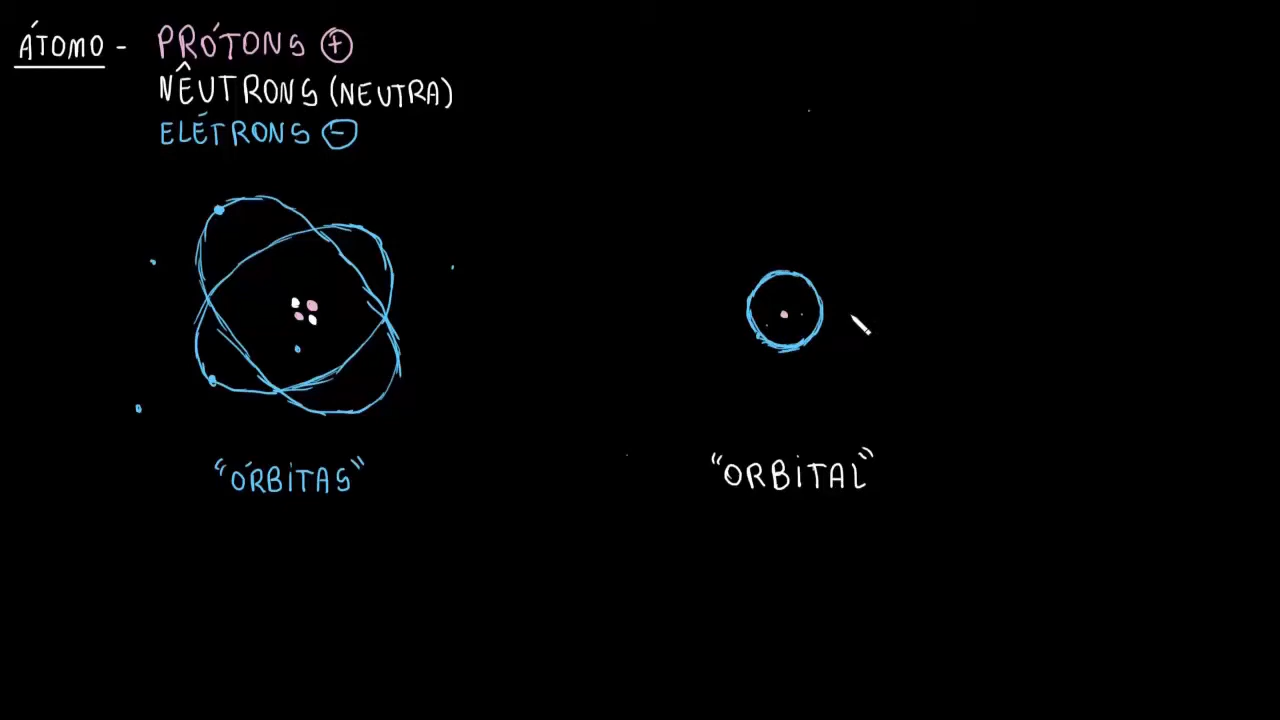 ÁTOMO - PRÓTONS +
NÊUTRONS (NEUTRA)
ELÉTRONS -
"ÓRBITAS"
"ORBITAL"